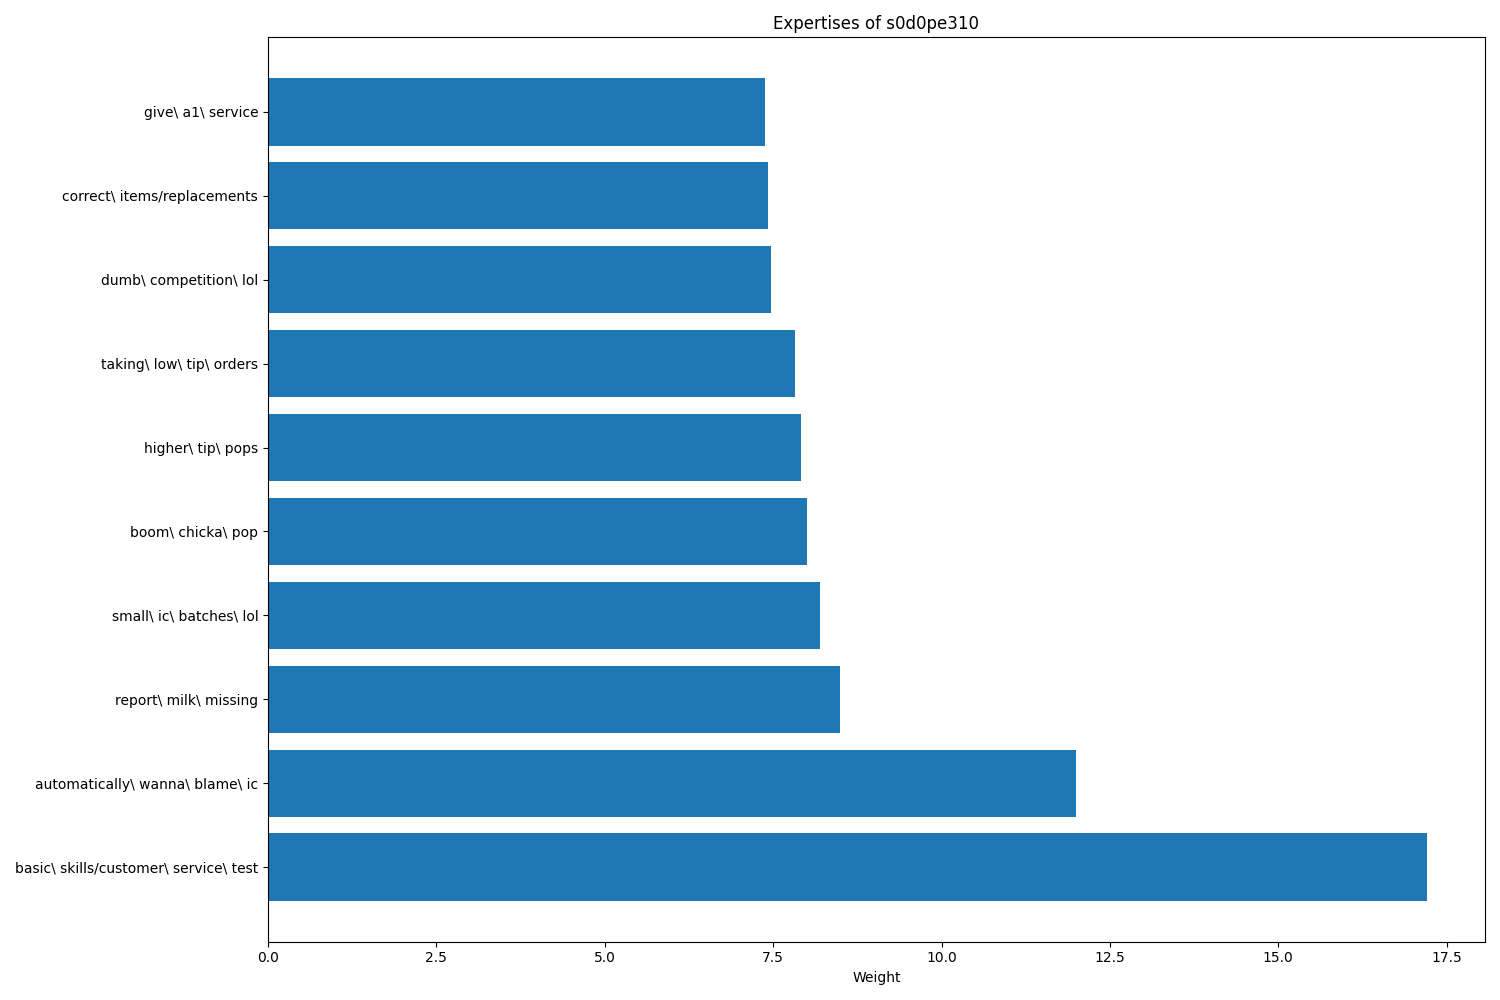 Expertises of s0d0pe310
give\ a1\ service
correct\ items/replacements
dumb\ competition\ lol
taking\ low\ tip\ orders
higher\ tip\ pops
boom\ chicka\ pop
small\ ic\ batches\ lol
report\ milk\ missing
automatically\ wanna\ blame\ ic
basic\ skills/customer\ service\ test
0.0 2.5 5.0 7.5 10.0 12.5 15.0 17.5
Weight